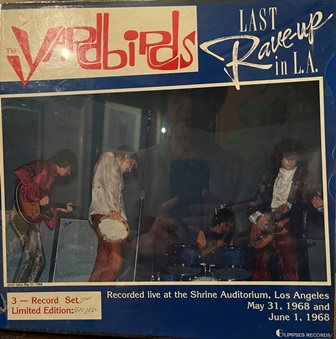 THE YARDBIRDS
LAST
Rave-up
in L.A.
3 — Record Set
Limited Edition:
Recorded live at the Shrine Auditorium, Los Angeles
May 31, 1968 and
June 1, 1968
GLIMPSES RECORDS